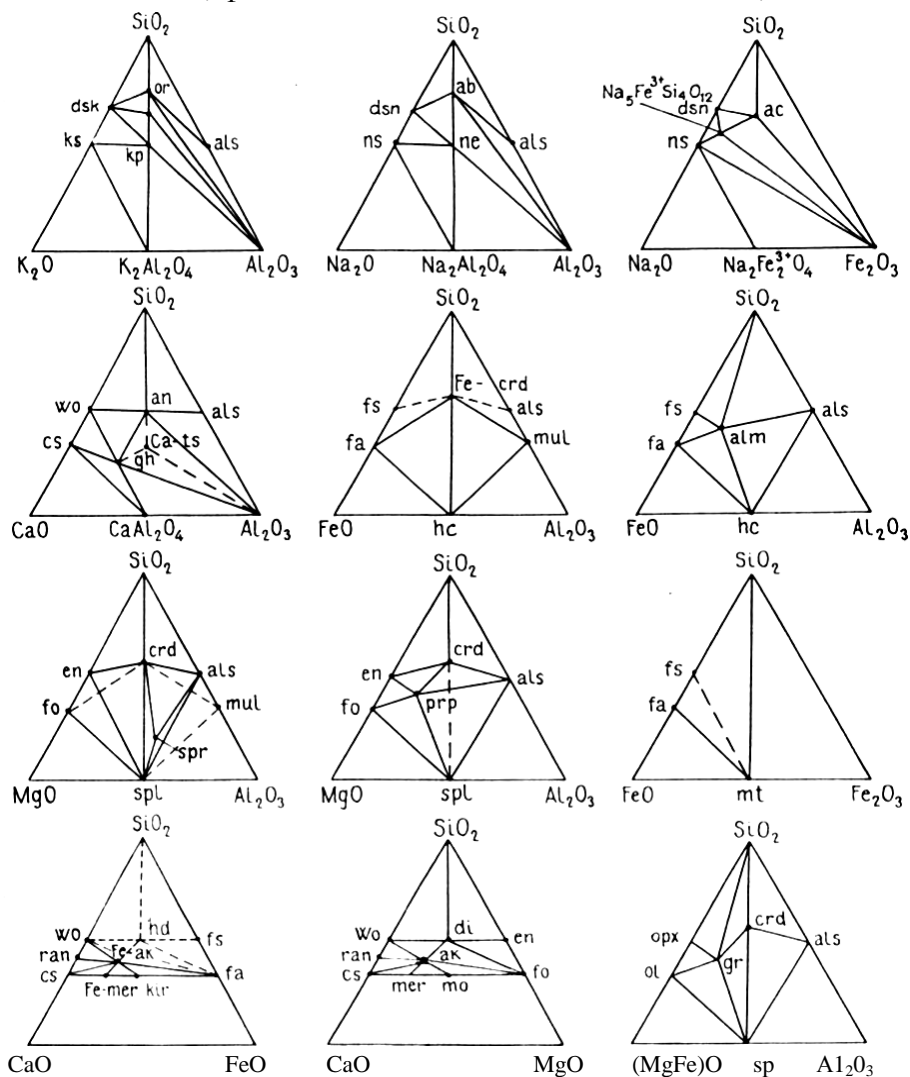 SiO₂ SiO₂ SiO₂
or ab Na₅Fe³⁺Si₄O₁₂
dsk dsn dsn ac
ks kp als ns ne als ns
K₂O K₂Al₂O₄ Al₂O₃ Na₂O Na₂Al₂O₄ Al₂O₃ Na₂O Na₂Fe₂³⁺O₄ Fe₂O₃
SiO₂ SiO₂ SiO₂
wo an als fs Fe-crd als fs als
cs Ca-ts gh fa mul fa alm
CaO CaAl₂O₄ Al₂O₃ FeO hc Al₂O₃ FeO hc Al₂O₃
SiO₂ SiO₂ SiO₂
en crd als en crd als fs
fo mul fo prp fa
spr
MgO spl Al₂O₃ MgO spl Al₂O₃ FeO mt Fe₂O₃
SiO₂ SiO₂ SiO₂
wo hd fs wo di en opx crd als
ran Fe-ak ran ak ol gr
cs Fe-mer kir fa cs mer mo fo
CaO FeO CaO MgO (MgFe)O sp Al₂O₃